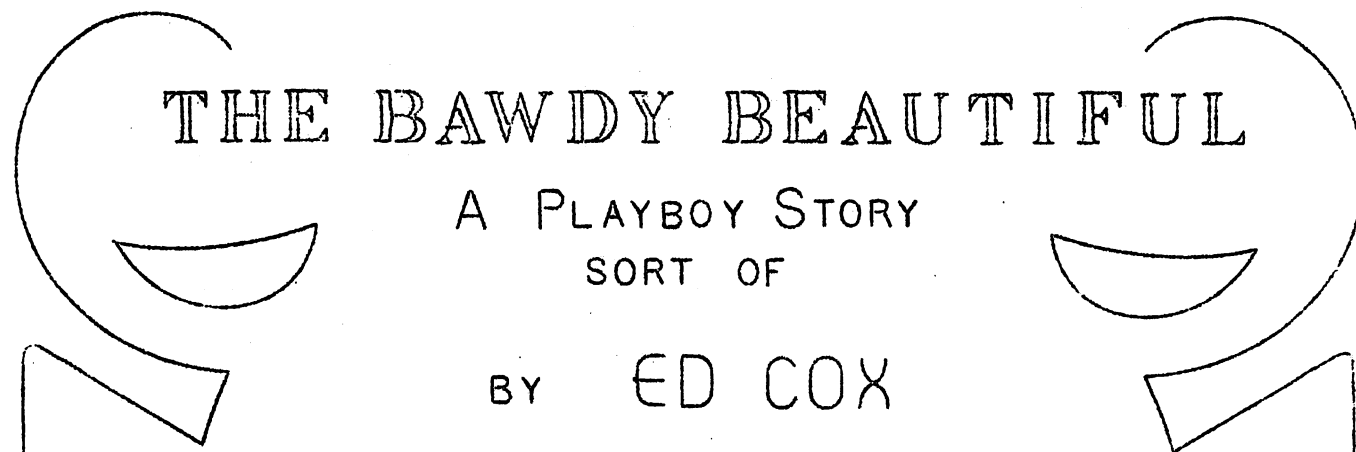 THE BAWDY BEAUTIFUL
A PLAYBOY STORY
SORT OF
BY ED COX